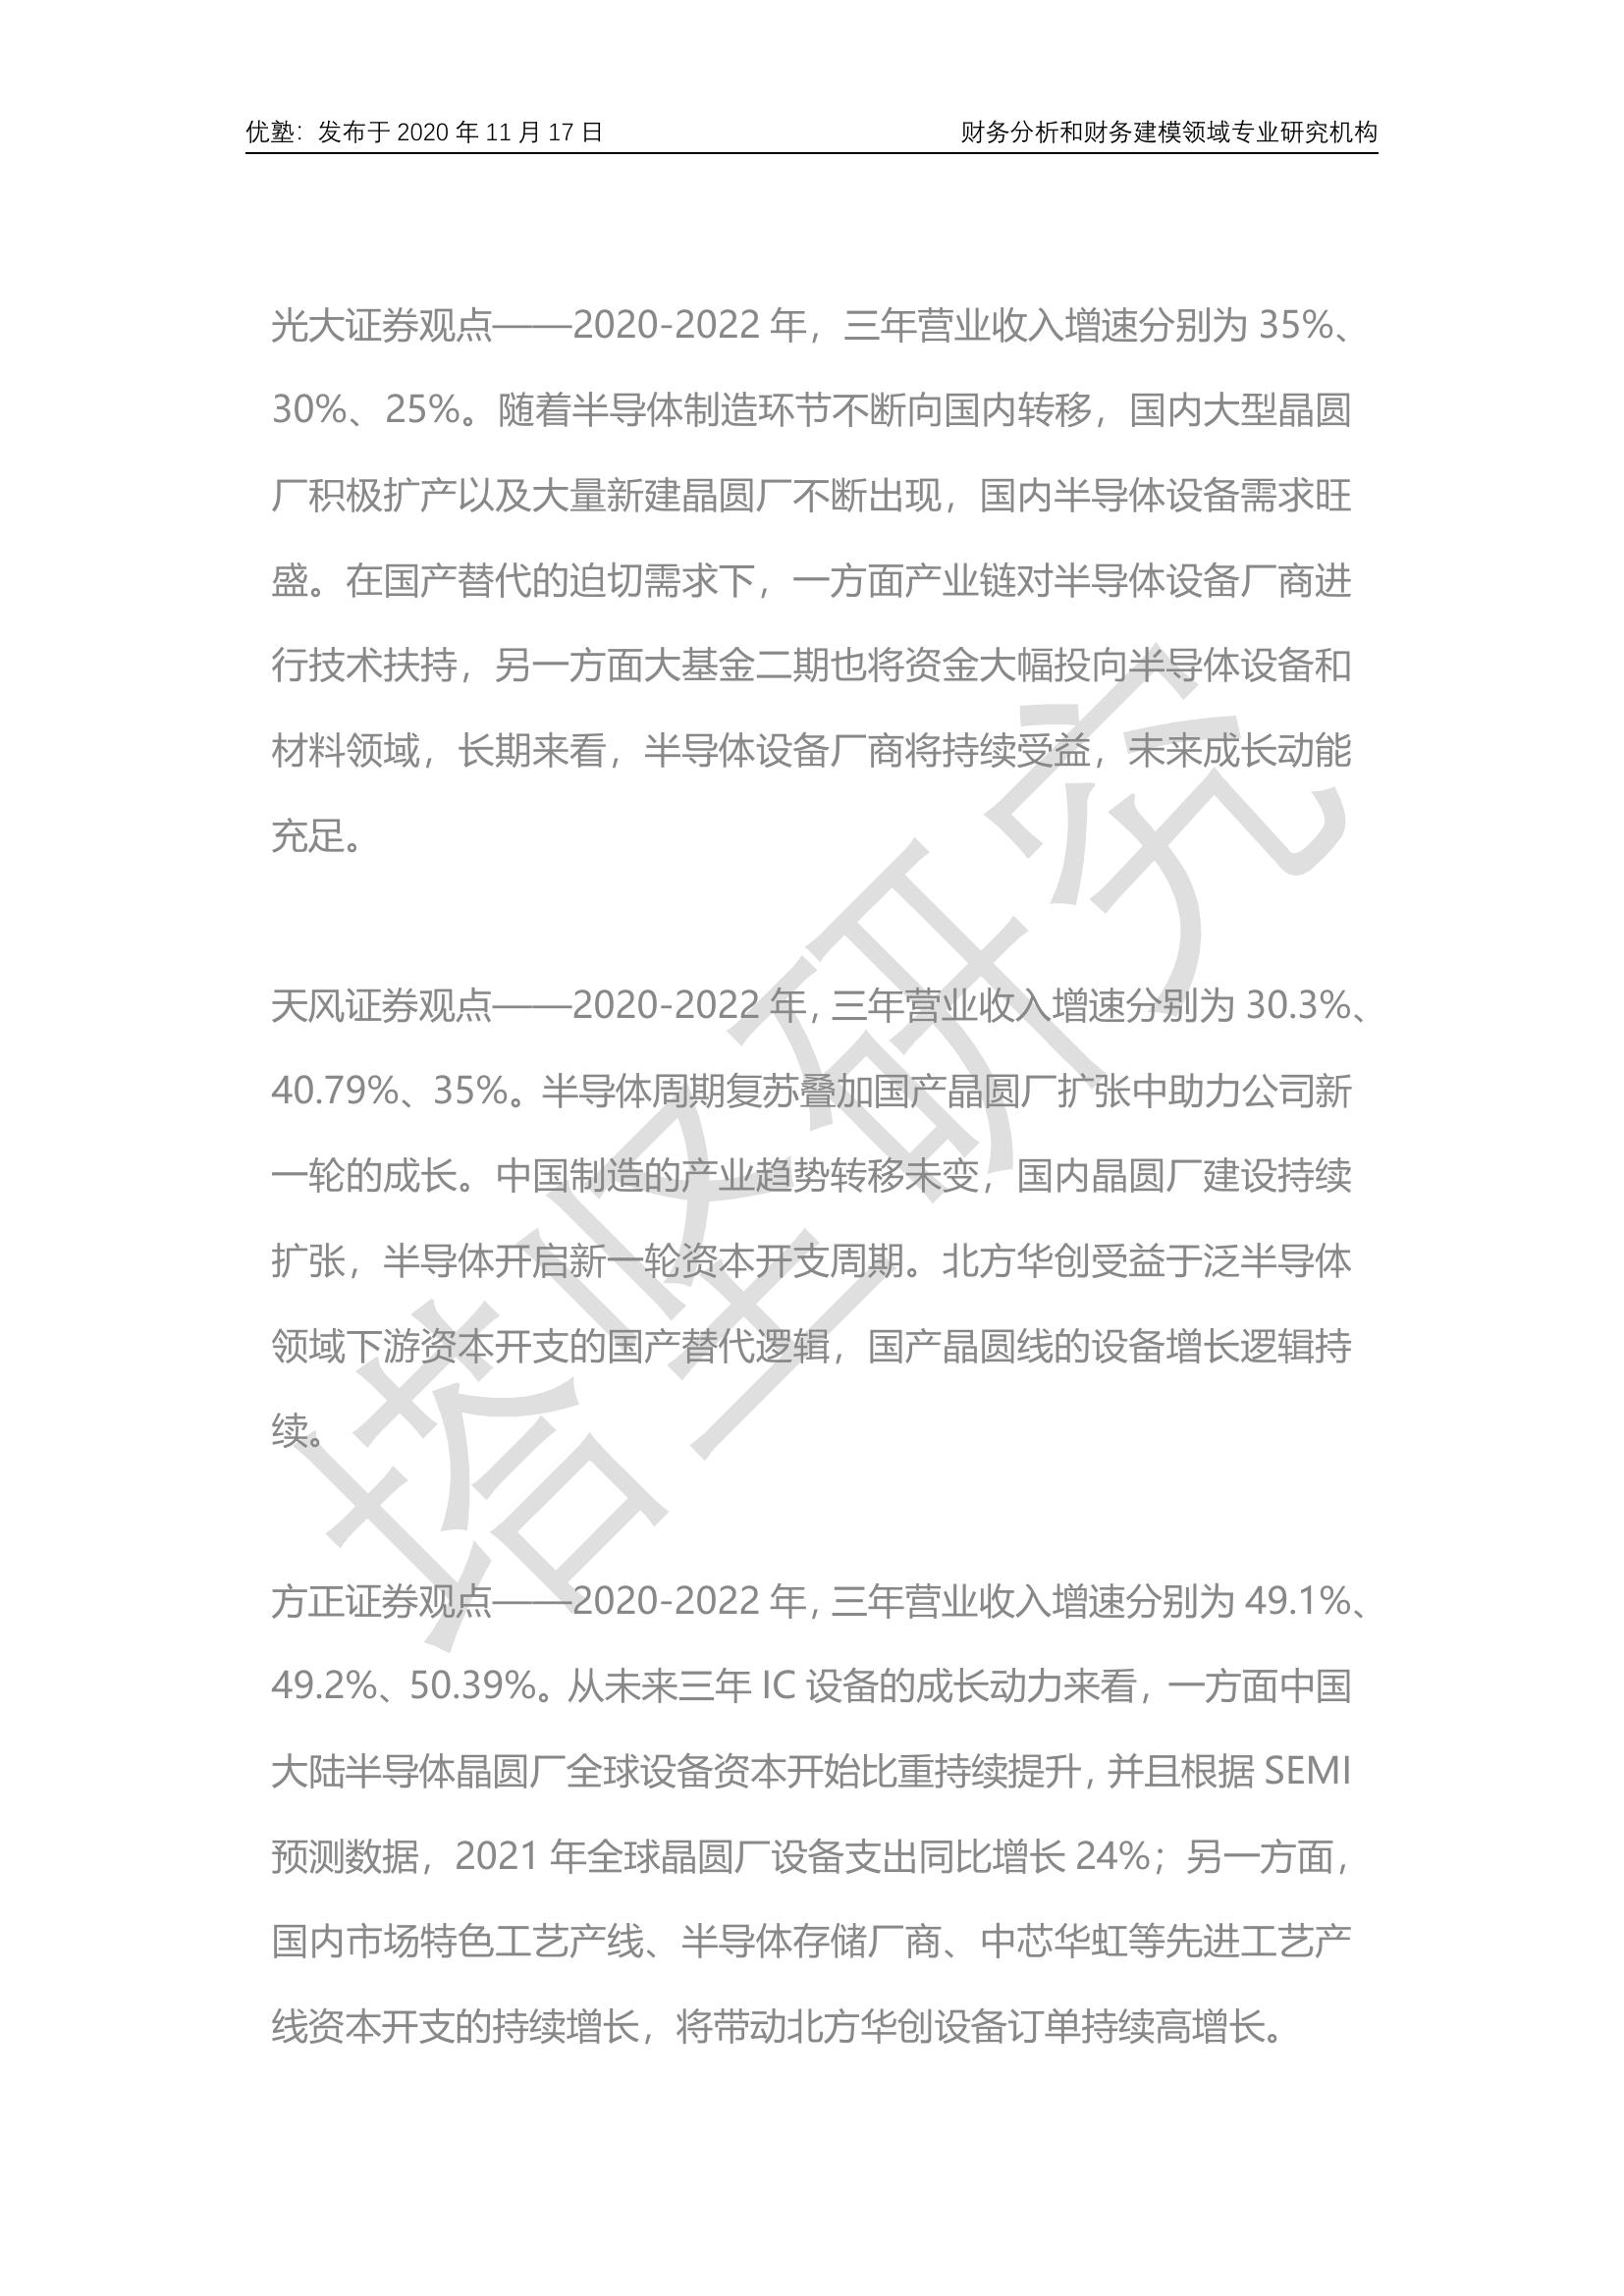 优塾：发布于 2020 年 11 月 17 日
财务分析和财务建模领域专业研究机构
光大证券观点——2020-2022 年，三年营业收入增速分别为 35%、
30%、25%。随着半导体制造环节不断向国内转移，国内大型晶圆
厂积极扩产以及大量新建晶圆厂不断出现，国内半导体设备需求旺
盛。在国产替代的迫切需求下，一方面产业链对半导体设备厂商进
行技术扶持，另一方面大基金二期也将资金大幅投向半导体设备和
材料领域，长期来看，半导体设备厂商将持续受益，未来成长动能
充足。
天风证券观点——2020-2022 年，三年营业收入增速分别为 30.3%、
40.79%、35%。半导体周期复苏叠加国产晶圆厂扩张中助力公司新
一轮的成长。中国制造的产业趋势转移未变，国内晶圆厂建设持续
扩张，半导体开启新一轮资本开支周期。北方华创受益于泛半导体
领域下游资本开支的国产替代逻辑，国产晶圆线的设备增长逻辑持
续。
方正证券观点——2020-2022 年，三年营业收入增速分别为 49.1%、
49.2%、50.39%。从未来三年 IC 设备的成长动力来看，一方面中国
大陆半导体晶圆厂全球设备资本开始比重持续提升，并且根据 SEMI
预测数据，2021 年全球晶圆厂设备支出同比增长 24%；另一方面，
国内市场特色工艺产线、半导体存储厂商、中芯华虹等先进工艺产
线资本开支的持续增长，将带动北方华创设备订单持续高增长。
塔坚研究